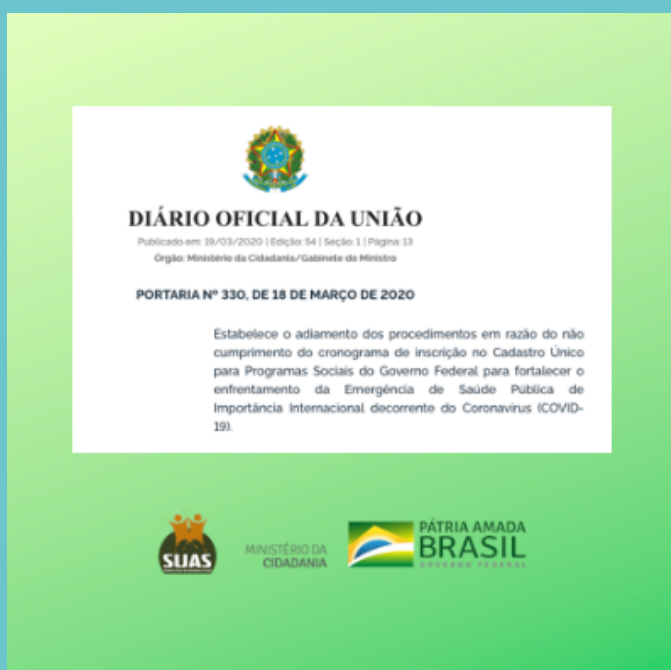 DIÁRIO OFICIAL DA UNIÃO
Publicado em: 19/03/2020 | Edição: 54 | Seção: 1 | Página: 13
Órgão: Ministério da Cidadania/Gabinete do Ministro
PORTARIA Nº 330, DE 18 DE MARÇO DE 2020
Estabelece o adiamento dos procedimentos em razão do não
cumprimento do cronograma de inscrição no Cadastro Único
para Programas Sociais do Governo Federal para fortalecer o
enfrentamento da Emergência de Saúde Pública de
Importância Internacional decorrente do Coronavírus (COVID-
19).
SUAS
MINISTÉRIO DA
CIDADANIA
PÁTRIA AMADA
BRASIL
GOVERNO FEDERAL